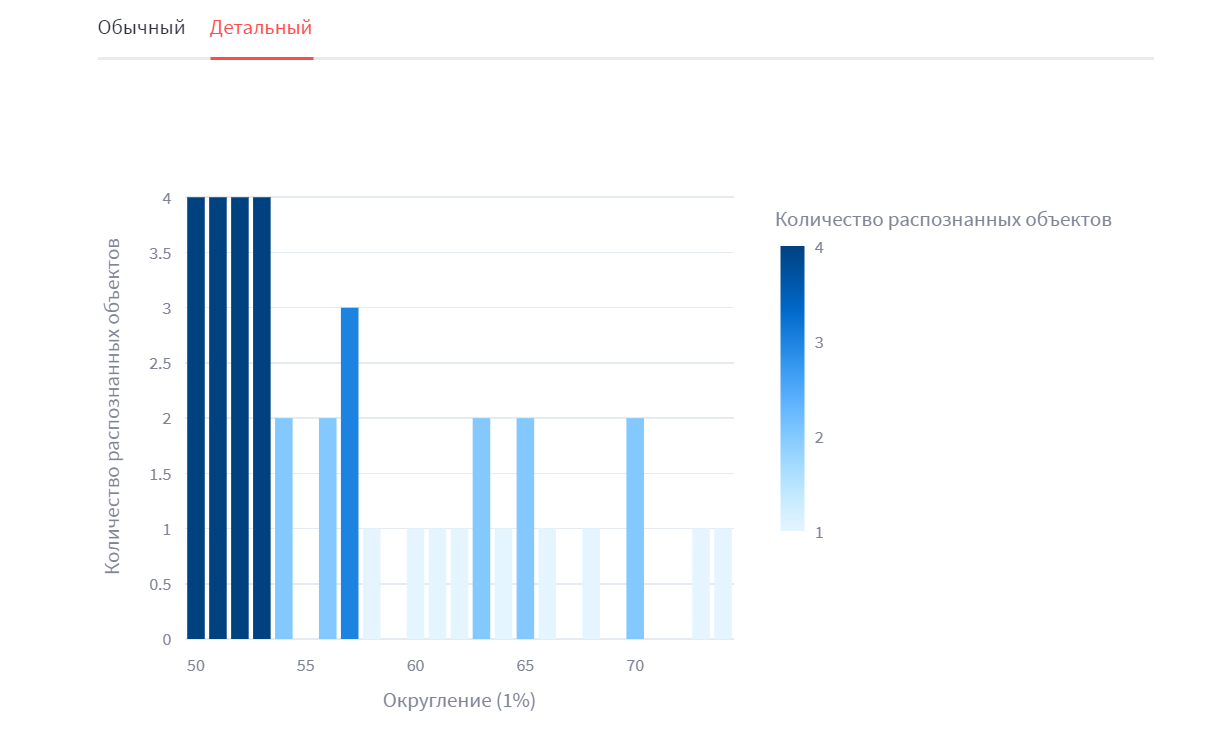 Обычный Детальный
Количество распознанных объектов
4
3.5
3
2.5
2
1.5
1
0.5
0
50 55 60 65 70
Округление (1%)
Количество распознанных объектов
4
3
2
1